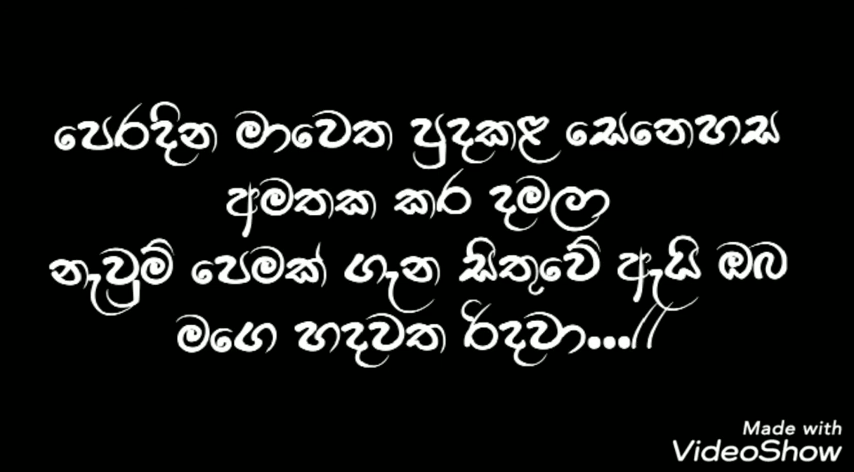 පෙරදින මාවෙත පුදකළ සෙනෙහස
අමතක කර දමලා
නැවුම් පෙමක් ගැන සිතුවේ ඇයි ඔබ
මගෙ හදවත රිදවා...//
Made with
VideoShow